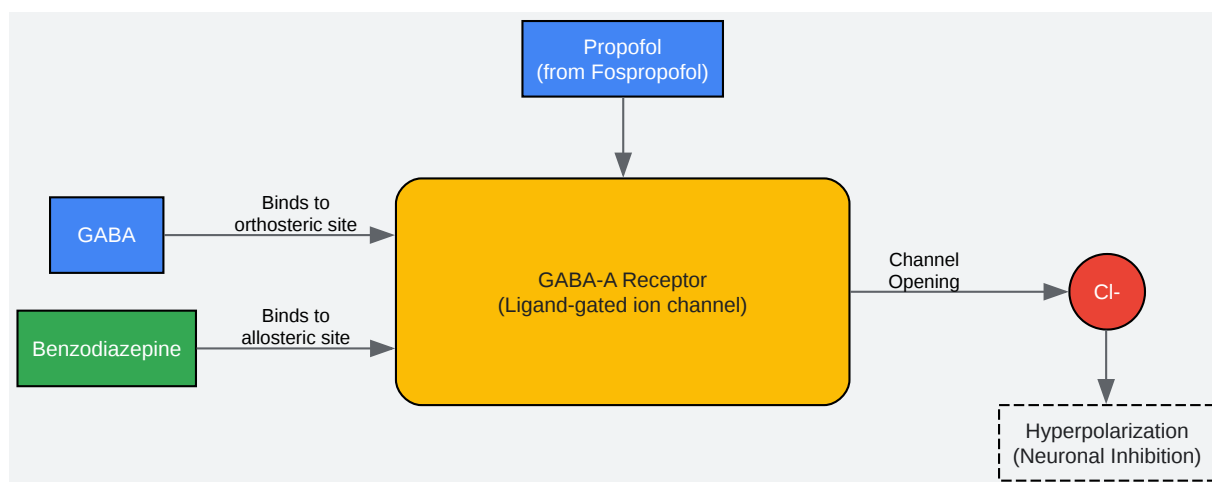 Propofol
(from Fospropofol)
Binds to
orthosteric site
GABA
GABA-A Receptor
(Ligand-gated ion channel)
Channel
Opening
Cl-
Binds to
allosteric site
Benzodiazepine
Hyperpolarization
(Neuronal Inhibition)